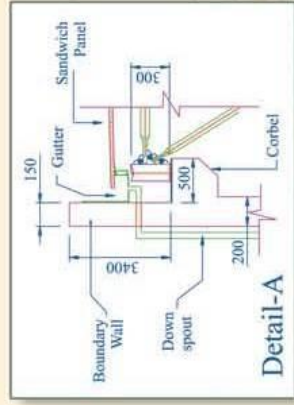 Sandwich
Panel
300
Gutter
150
500
Corbel
3400
200
Boundary
Wall
Down
spout
Detail-A